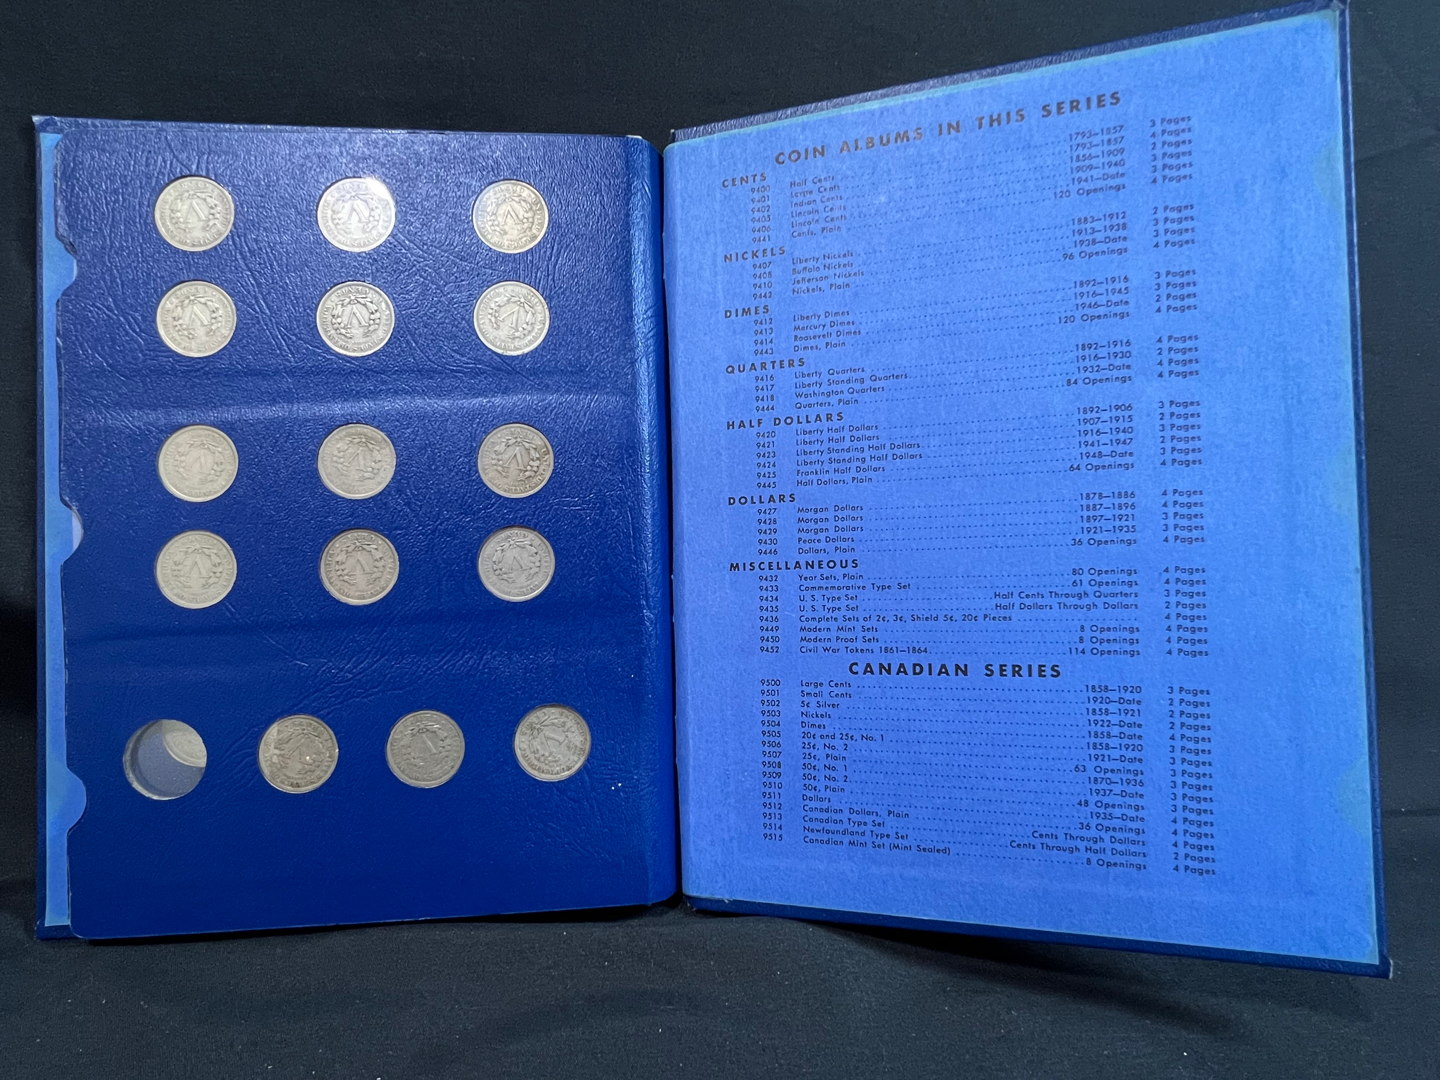 COIN ALBUMS IN THIS SERIES
CENTS
9400 Half Cents 1793–1857 3 Pages
9401 Large Cents 1793–1857 4 Pages
9402 Indian Cents 1856–1909 2 Pages
9405 Lincoln Cents 1909–1940 3 Pages
9406 Lincoln Cents 1941–Date 3 Pages
9441 Cents, Plain 120 Openings 4 Pages
NICKELS
9407 Liberty Nickels 1883–1912 2 Pages
9408 Buffalo Nickels 1913–1938 3 Pages
9410 Jefferson Nickels 1938–Date 3 Pages
9442 Nickels, Plain 96 Openings 4 Pages
DIMES
9412 Liberty Dimes 1892–1916 3 Pages
9413 Mercury Dimes 1916–1945 3 Pages
9414 Roosevelt Dimes 1946–Date 2 Pages
9443 Dimes, Plain 120 Openings 4 Pages
QUARTERS
9416 Liberty Quarters 1892–1916 4 Pages
9417 Liberty Standing Quarters 1916–1930 2 Pages
9418 Washington Quarters 1932–Date 4 Pages
9444 Quarters, Plain 84 Openings 4 Pages
HALF DOLLARS
9420 Liberty Half Dollars 1892–1906 3 Pages
9421 Liberty Half Dollars 1907–1915 2 Pages
9423 Liberty Standing Half Dollars 1916–1940 3 Pages
9424 Liberty Standing Half Dollars 1941–1947 2 Pages
9425 Franklin Half Dollars 1948–Date 3 Pages
9445 Half Dollars, Plain 64 Openings 4 Pages
DOLLARS
9427 Morgan Dollars 1878–1886 4 Pages
9428 Morgan Dollars 1887–1896 4 Pages
9429 Morgan Dollars 1897–1921 3 Pages
9430 Peace Dollars 1921–1935 3 Pages
9446 Dollars, Plain 36 Openings 4 Pages
MISCELLANEOUS
9432 Year Sets, Plain 80 Openings 4 Pages
9433 Commemorative Type Set 61 Openings 4 Pages
9434 U. S. Type Set Half Cents Through Quarters 3 Pages
9435 U. S. Type Set Half Dollars Through Dollars 2 Pages
9436 Complete Sets of 2¢, 3¢, Shield 5¢, 20¢ Pieces 4 Pages
9449 Modern Mint Sets 8 Openings 4 Pages
9450 Modern Proof Sets 8 Openings 4 Pages
9452 Civil War Tokens 1861–1864 114 Openings 4 Pages
CANADIAN SERIES
9500 Large Cents 1858–1920 3 Pages
9501 Small Cents 1920–Date 2 Pages
9502 5¢ Silver 1858–1921 2 Pages
9503 Nickels 1922–Date 2 Pages
9504 Dimes 1858–Date 4 Pages
9505 20¢ and 25¢, No. 1 1858–1920 3 Pages
9506 25¢, No. 2 1921–Date 3 Pages
9507 25¢, Plain 63 Openings 3 Pages
9508 50¢, No. 1 1870–1936 3 Pages
9509 50¢, No. 2 1937–Date 3 Pages
9510 50¢, Plain 48 Openings 3 Pages
9511 Dollars 1935–Date 4 Pages
9512 Canadian Dollars, Plain 36 Openings 4 Pages
9513 Canadian Type Set Cents Through Dollars 4 Pages
9514 Newfoundland Type Set Cents Through Half Dollars 2 Pages
9515 Canadian Mint Set (Mint Sealed) 8 Openings 4 Pages